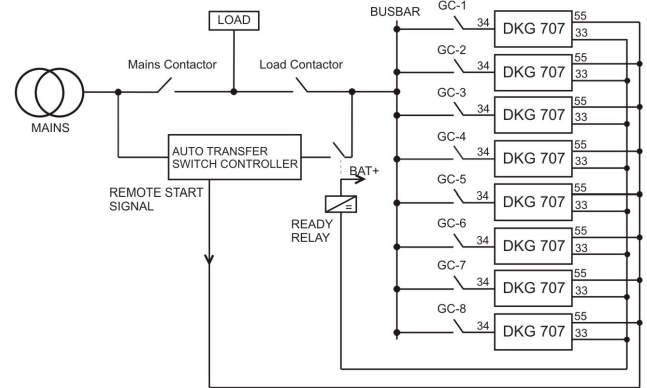 LOAD
BUSBAR
Mains Contactor
Load Contactor
MAINS
AUTO TRANSFER
SWITCH CONTROLLER
REMOTE START
SIGNAL
BAT+
=
READY
RELAY
GC-1
34
DKG 707
55
33
GC-2
34
DKG 707
55
33
GC-3
34
DKG 707
55
33
GC-4
34
DKG 707
55
33
GC-5
34
DKG 707
55
33
GC-6
34
DKG 707
55
33
GC-7
34
DKG 707
55
33
GC-8
34
DKG 707
55
33